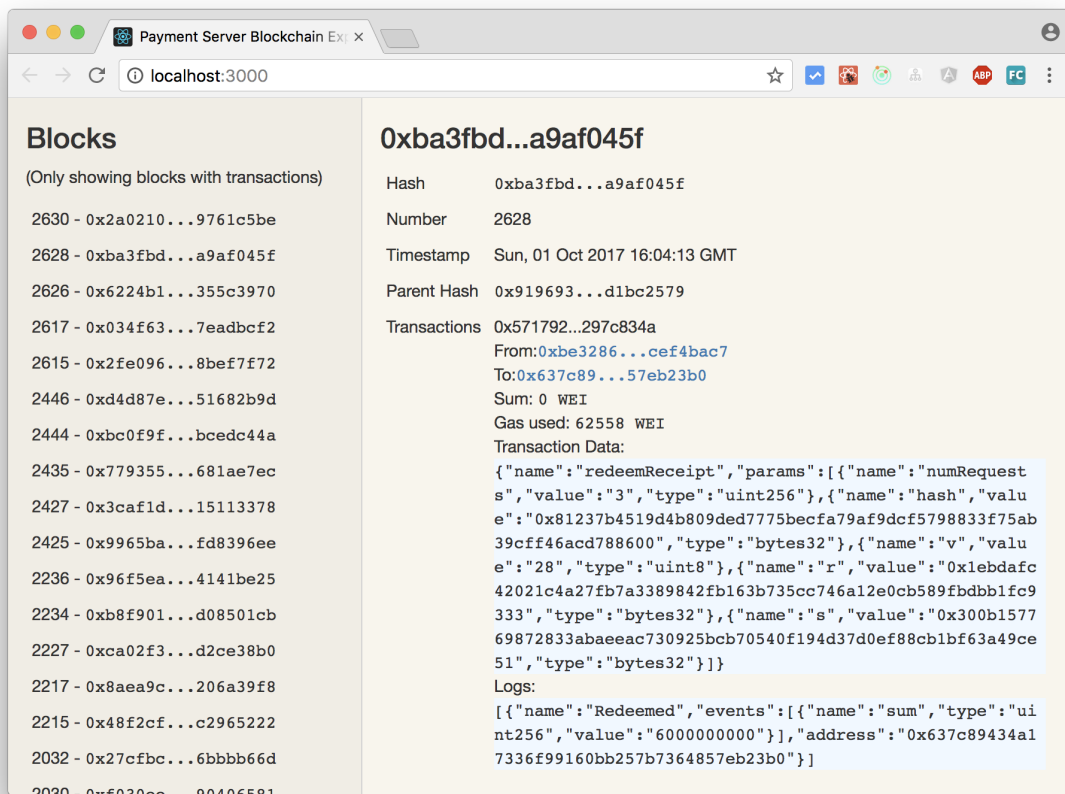 Payment Server Blockchain Exp
localhost:3000
ABP
FC
Blocks
(Only showing blocks with transactions)
2630 - 0x2a0210...9761c5be
2628 - 0xba3fbd...a9af045f
2626 - 0x6224b1...355c3970
2617 - 0x034f63...7eadbcf2
2615 - 0x2fe096...8bef7f72
2446 - 0xd4d87e...51682b9d
2444 - 0xbc0f9f...bcedc44a
2435 - 0x779355...681ae7ec
2427 - 0x3caf1d...15113378
2425 - 0x9965ba...fd8396ee
2236 - 0x96f5ea...4141be25
2234 - 0xb8f901...d08501cb
2227 - 0xca02f3...d2ce38b0
2217 - 0x8aea9c...206a39f8
2215 - 0x48f2cf...c2965222
2032 - 0x27cfbc...6bbbb66d
0xba3fbd...a9af045f
Hash 0xba3fbd...a9af045f
Number 2628
Timestamp Sun, 01 Oct 2017 16:04:13 GMT
Parent Hash 0x919693...d1bc2579
Transactions 0x571792...297c834a
From:0xbe3286...cef4bac7
To:0x637c89...57eb23b0
Sum: 0 WEI
Gas used: 62558 WEI
Transaction Data:
{"name":"redeemReceipt","params":[{"name":"numRequest
s","value":"3","type":"uint256"},{"name":"hash","valu
e":"0x81237b4519d4b809ded7775becfa79af9dcf5798833f75ab
39cff46acd788600","type":"bytes32"},{"name":"v","valu
e":"28","type":"uint8"},{"name":"r","value":"0x1ebdafc
42021c4a27fb7a3389842fb163b735cc746a12e0cb589fbdbb1fc9
333","type":"bytes32"},{"name":"s","value":"0x300b1577
69872833abaeeac730925bcb70540f194d37d0ef88cb1bf63a49ce
51","type":"bytes32"}]}
Logs:
[{"name":"Redeemed","events":[{"name":"sum","type":"ui
nt256","value":"6000000000"}],"address":"0x637c89434a1
7336f99160bb257b7364857eb23b0"}]